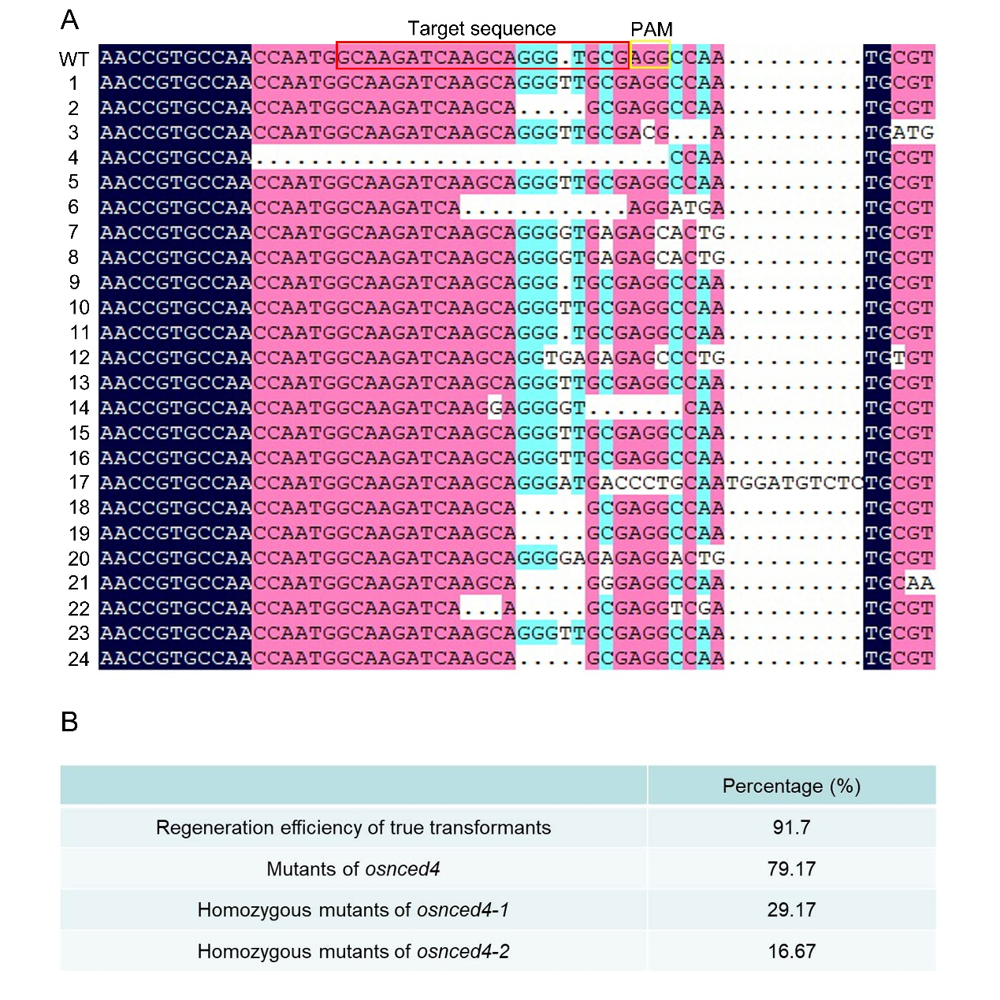 A
Target sequence PAM
WT AACCGTGCCAACCAATGGCAAGATCAAGCAGGG.TGCGAGGCCAA..........TGCGT
1 AACCGTGCCAACCAATGGCAAGATCAAGCAGGGTTGCGAGGCCAA..........TGCGT
2 AACCGTGCCAACCAATGGCAAGATCAAGCA.....GCGAGGCCAA..........TGCGT
3 AACCGTGCCAACCAATGGCAAGATCAAGCAGGGTTGCGACG...A..........TGATG
4 AACCGTGCCAA..............................CCAA..........TGCGT
5 AACCGTGCCAACCAATGGCAAGATCAAGCAGGGTTGCGAGGCCAA..........TGCGT
6 AACCGTGCCAACCAATGGCAAGATCA............AGGATGA..........TGCGT
7 AACCGTGCCAACCAATGGCAAGATCAAGCAGGGGTGAGAGCACTG..........TGCGT
8 AACCGTGCCAACCAATGGCAAGATCAAGCAGGGGTGAGAGCACTG..........TGCGT
9 AACCGTGCCAACCAATGGCAAGATCAAGCAGGG.TGCGAGGCCAA..........TGCGT
10 AACCGTGCCAACCAATGGCAAGATCAAGCAGGGTTGCGAGGCCAA..........TGCGT
11 AACCGTGCCAACCAATGGCAAGATCAAGCAGGG.TGCGAGGCCAA..........TGCGT
12 AACCGTGCCAACCAATGGCAAGATCAAGCAGGTGAGAGAGCCCTG..........TGTGT
13 AACCGTGCCAACCAATGGCAAGATCAAGCAGGGTTGCGAGGCCAA..........TGCGT
14 AACCGTGCCAACCAATGGCAAGATCAAGGAGGGGT.......CAA..........TGCGT
15 AACCGTGCCAACCAATGGCAAGATCAAGCAGGGTTGCGAGGCCAA..........TGCGT
16 AACCGTGCCAACCAATGGCAAGATCAAGCAGGGTTGCGAGGCCAA..........TGCGT
17 AACCGTGCCAACCAATGGCAAGATCAAGCAGGGATGACCCTGCAATGGATGTCTCTGCGT
18 AACCGTGCCAACCAATGGCAAGATCAAGCA.....GCGAGGCCAA..........TGCGT
19 AACCGTGCCAACCAATGGCAAGATCAAGCA.....GCGAGGCCAA..........TGCGT
20 AACCGTGCCAACCAATGGCAAGATCAAGCAGGGGAGAGAGGACTG..........TGCGT
21 AACCGTGCCAACCAATGGCAAGATCAAGCA.....GGGAGGCCAA..........TGCAA
22 AACCGTGCCAACCAATGGCAAGATCA...A.....GCGAGGTCGA..........TGCGT
23 AACCGTGCCAACCAATGGCAAGATCAAGCAGGGTTGCGAGGCCAA..........TGCGT
24 AACCGTGCCAACCAATGGCAAGATCAAGCA.....GCGAGGCCAA..........TGCGT
B
Percentage (%)
Regeneration efficiency of true transformants 91.7
Mutants of osnced4 79.17
Homozygous mutants of osnced4-1 29.17
Homozygous mutants of osnced4-2 16.67